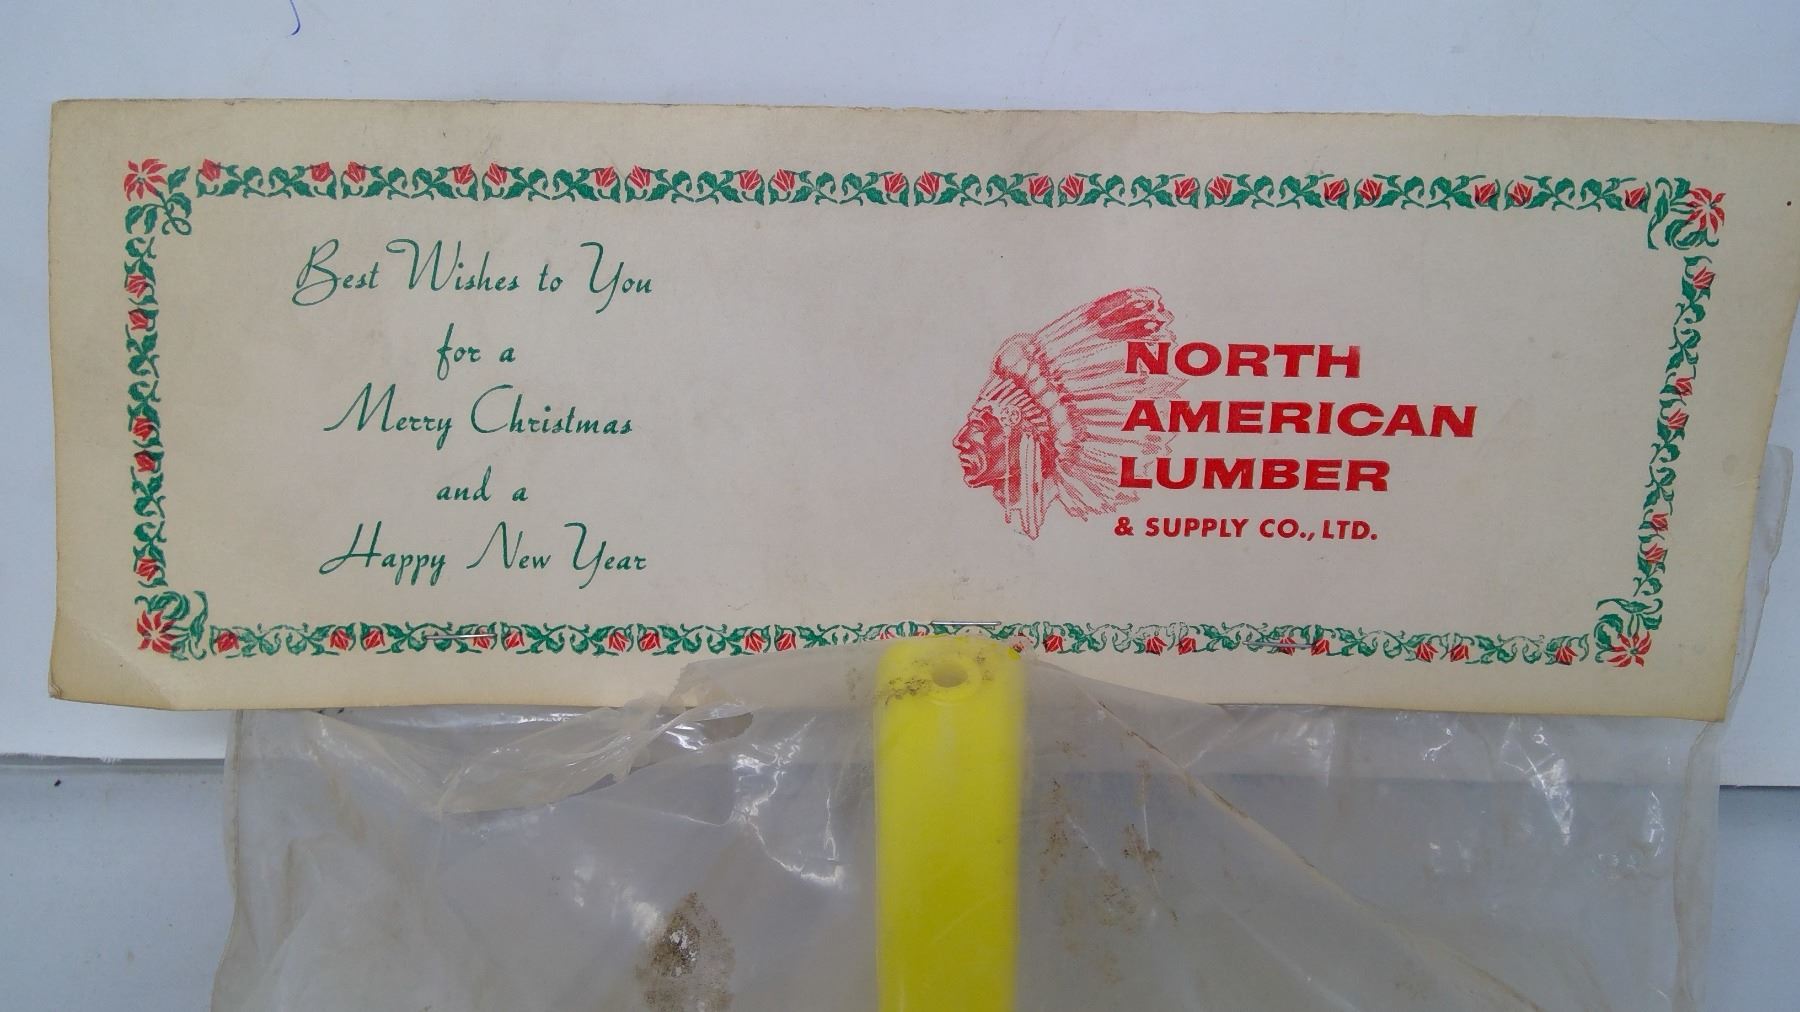 Best Wishes to You
for a
Merry Christmas
and a
Happy New Year
NORTH
AMERICAN
LUMBER
& SUPPLY CO., LTD.